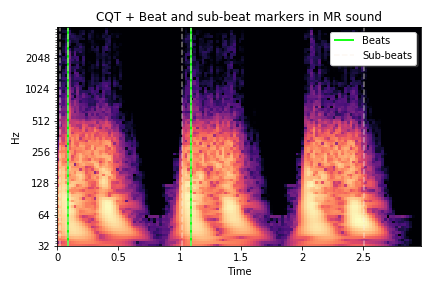 CQT + Beat and sub-beat markers in MR sound
Beats
Sub-beats
Hz
2048
1024
512
256
128
64
32
0
0.5
1
1.5
2
2.5
Time